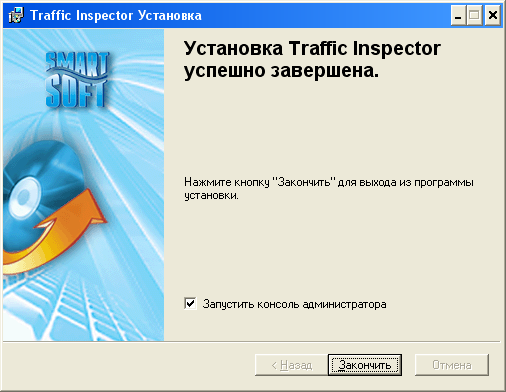 Traffic Inspector Установка
SMART
SOFT
Установка Traffic Inspector
успешно завершена.
Нажмите кнопку "Закончить" для выхода из программы
установки.
Запустить консоль администратора
< Назад
Закончить
Отмена